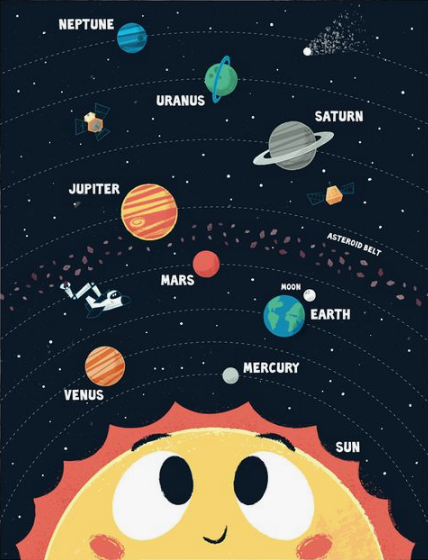 NEPTUNE
URANUS
SATURN
JUPITER
ASTEROID BELT
MARS
MOON
EARTH
MERCURY
VENUS
SUN